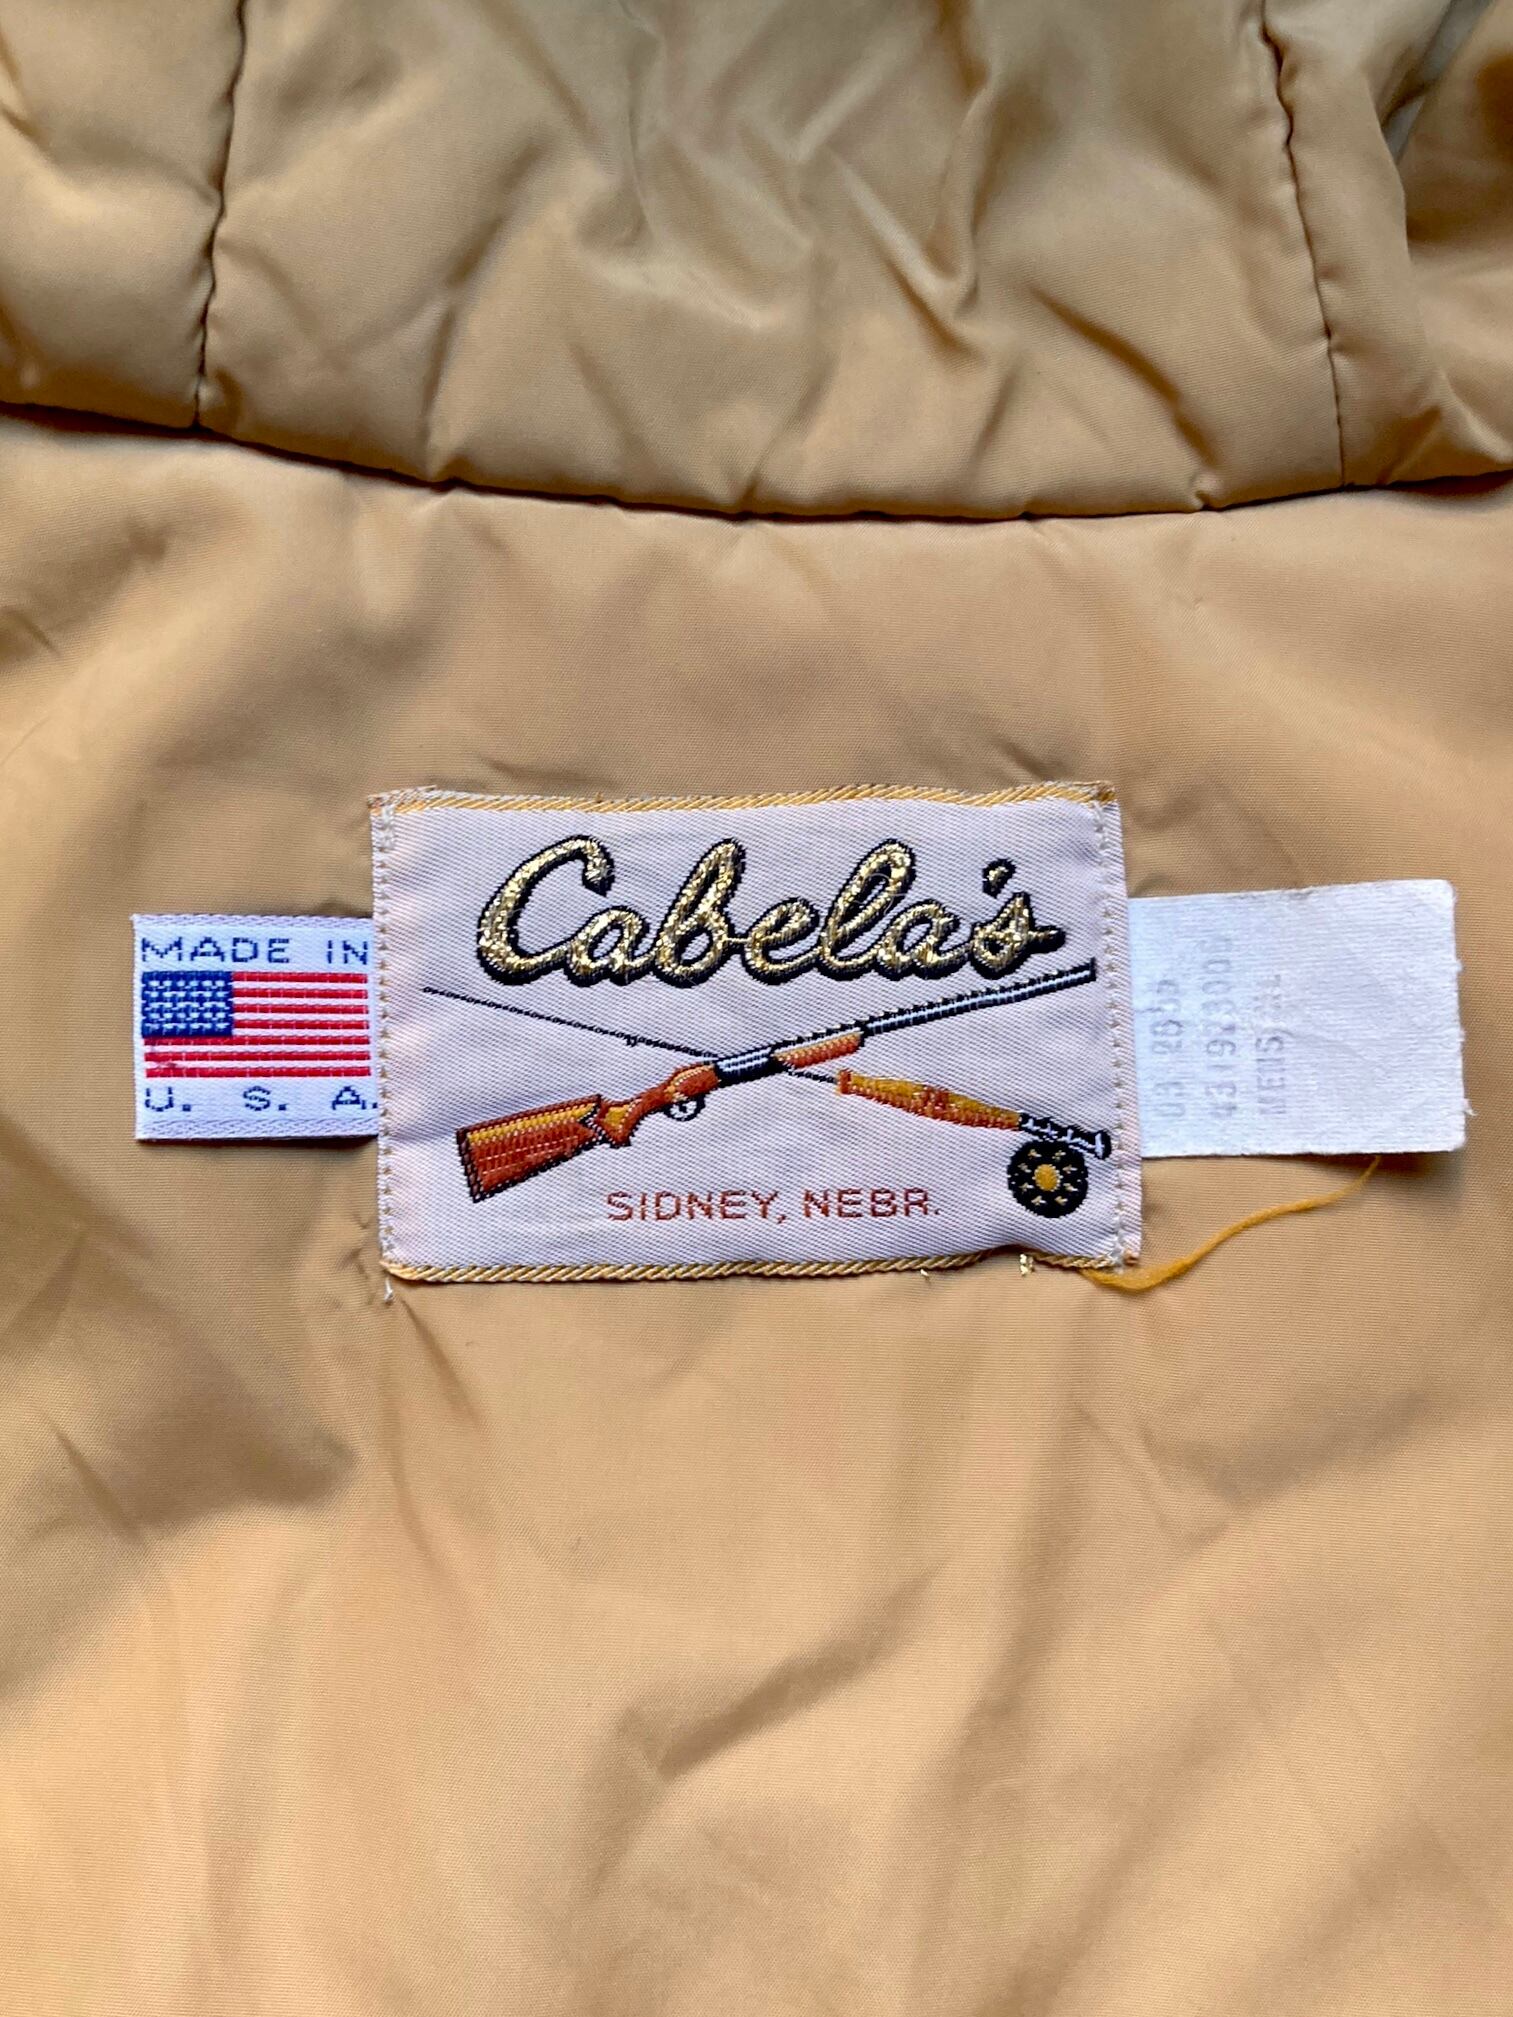 Cabela's
MADE IN
U. S. A.
SIDNEY, NEBR.